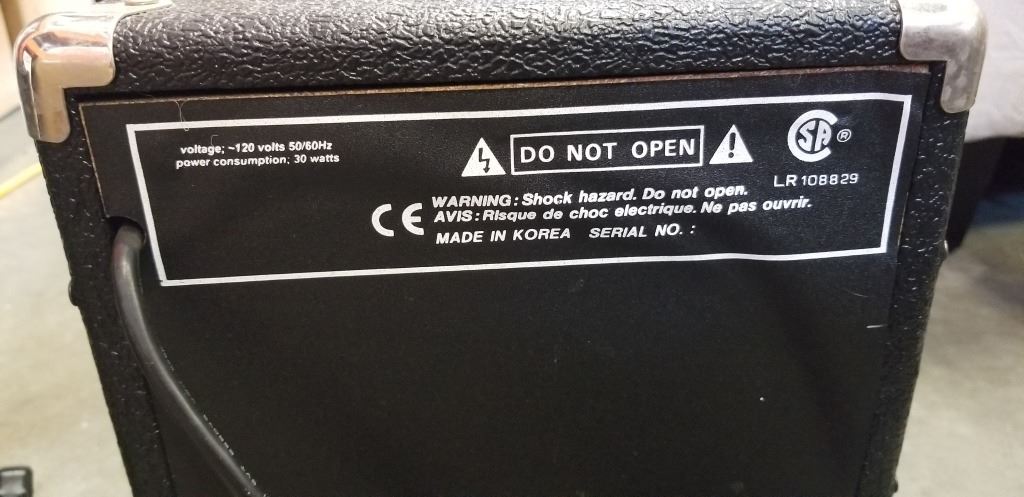 voltage; ~120 volts 50/60Hz
power consumption; 30 watts
DO NOT OPEN
SA ®
LR 108829
WARNING: Shock hazard. Do not open.
AVIS: Risque de choc electrique. Ne pas ouvrir.
CE
MADE IN KOREA SERIAL NO. :